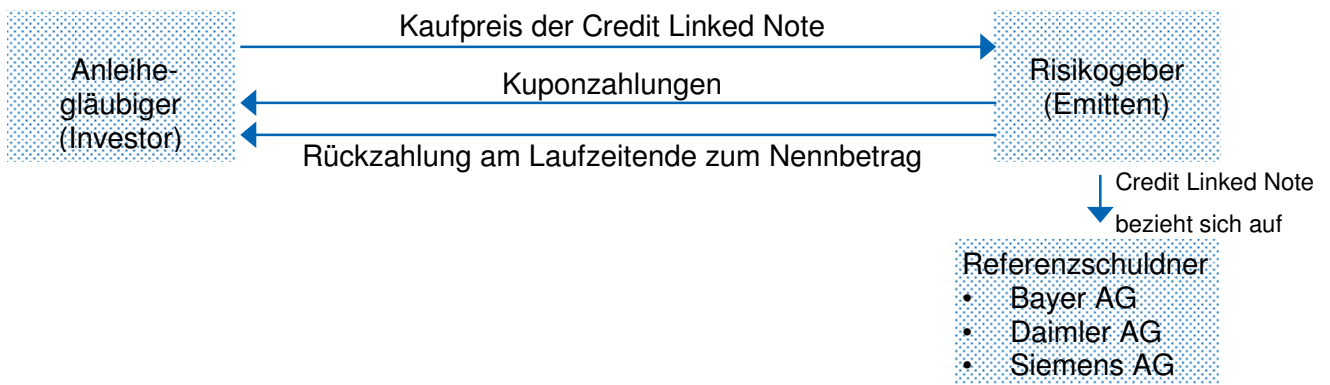 Kaufpreis der Credit Linked Note
Anleihe-
gläubiger
(Investor)
Kuponzahlungen
Risikogeber
(Emittent)
Rückzahlung am Laufzeitende zum Nennbetrag
Credit Linked Note
bezieht sich auf
Referenzschuldner
• Bayer AG
• Daimler AG
• Siemens AG